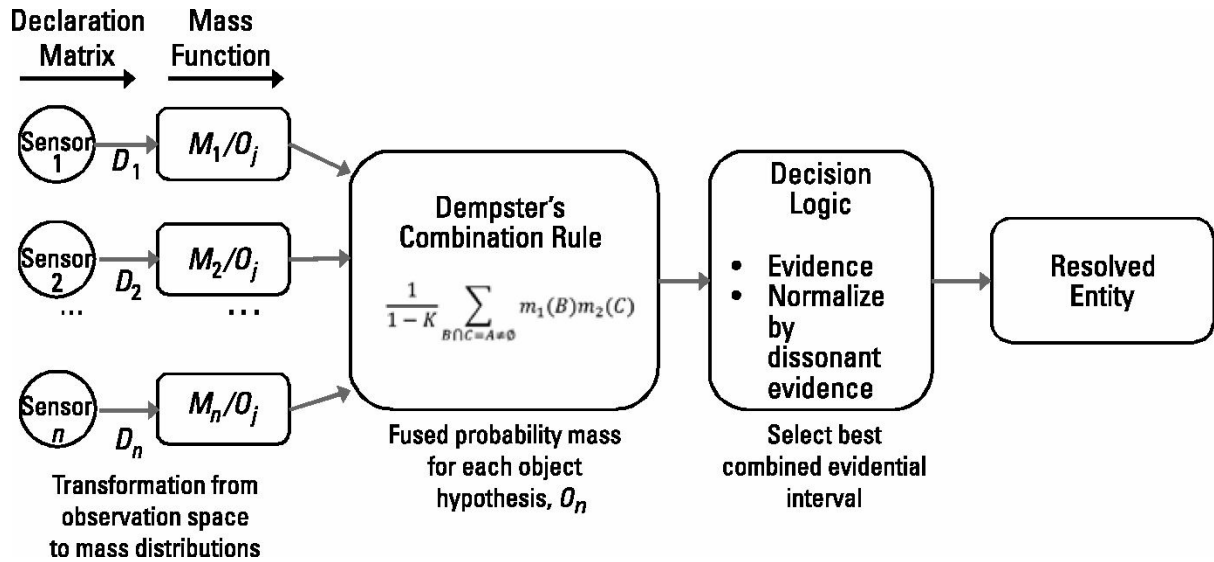 Declaration
Matrix
Mass
Function
Sensor
1
D₁
M₁/Oⱼ
Sensor
2
D₂
M₂/Oⱼ
...
...
Sensor
n
Dₙ
Mₙ/Oⱼ
Transformation from
observation space
to mass distributions
Dempster's
Combination Rule
1
1 − K
∑
B∩C=A≠∅
m₁(B)m₂(C)
Fused probability mass
for each object
hypothesis, Oₙ
Decision
Logic
• Evidence
• Normalize
by
dissonant
evidence
Select best
combined evidential
interval
Resolved
Entity